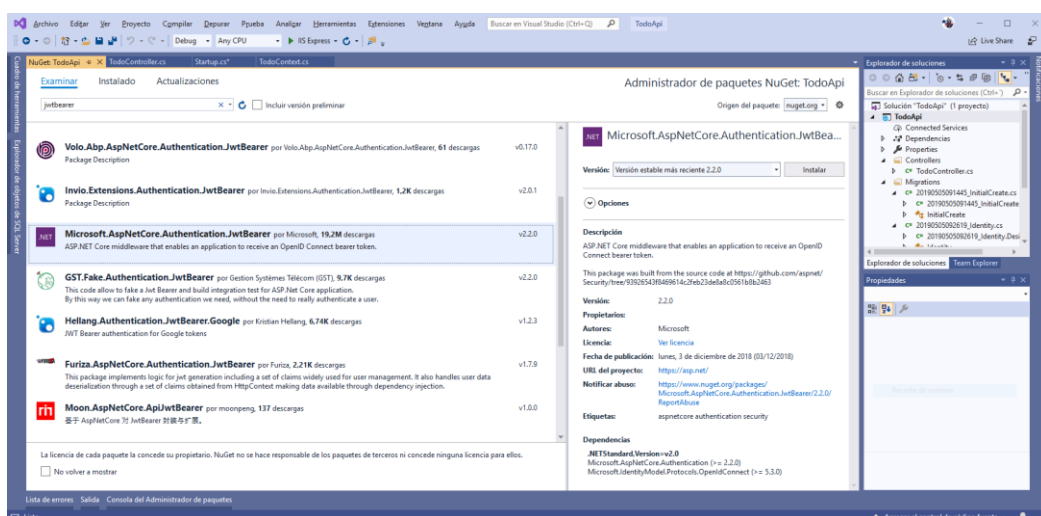 Archivo Editar Ver Proyecto Compilar Depurar Prueba Analizar Herramientas Extensiones Ventana Ayuda Buscar en Visual Studio (Ctrl+Q) TodoApi
Debug Any CPU IIS Express Live Share
Cuadro de herramientas
Explorador de objetos de SQL Server
NuGet: TodoApi TodoController.cs Startup.cs* TodoContext.cs
Examinar Instalado Actualizaciones
Administrador de paquetes NuGet: TodoApi
jwtbearer Incluir versión preliminar Origen del paquete: nuget.org
Volo.Abp.AspNetCore.Authentication.JwtBearer por Volo.Abp.AspNetCore.Authentication.JwtBearer, 61 descargas v0.17.0
Package Description
Invio.Extensions.Authentication.JwtBearer por Invio.Extensions.Authentication.JwtBearer, 1,2K descargas v2.0.1
Package Description
.NET Microsoft.AspNetCore.Authentication.JwtBearer por Microsoft, 19,2M descargas v2.2.0
ASP.NET Core middleware that enables an application to receive an OpenID Connect bearer token.
GST.Fake.Authentication.JwtBearer por Gestion Systèmes Télécom (GST), 9,7K descargas v2.2.0
This code allow to fake a Jwt Bearer and build integration test for ASP.Net Core application.
By this way we can fake any authentication we need, without the need to really authenticate a user.
Hellang.Authentication.JwtBearer.Google por Kristian Hellang, 6,74K descargas v1.2.3
JWT Bearer authentication for Google tokens
Furiza.AspNetCore.Authentication.JwtBearer por Furiza, 2,21K descargas v1.7.9
This package implements logic for jwt generation including a set of claims widely used for user management. It also handles user data
deserialization through a set of claims obtained from HttpContext making data available through dependency injection.
Moon.AspNetCore.ApiJwtBearer por moonpeng, 137 descargas v1.0.0
基于 AspNetCore 对 JwtBearer 封装与扩展。
La licencia de cada paquete la concede su propietario. NuGet no se hace responsable de los paquetes de terceros ni concede ninguna licencia para ellos.
No volver a mostrar
.NET Microsoft.AspNetCore.Authentication.JwtBea...
Versión: Versión estable más reciente 2.2.0 Instalar
Opciones
Descripción
ASP.NET Core middleware that enables an application to receive an OpenID
Connect bearer token.
This package was built from the source code at https://github.com/aspnet/
Security/tree/93926543f8469614c2feb23de8a8c0561b8b2463
Versión: 2.2.0
Propietarios:
Autores: Microsoft
Licencia: Ver licencia
Fecha de publicación: lunes, 3 de diciembre de 2018 (03/12/2018)
URL del proyecto: https://asp.net/
Notificar abuso: https://www.nuget.org/packages/
Microsoft.AspNetCore.Authentication.JwtBearer/2.2.0/
ReportAbuse
Etiquetas: aspnetcore authentication security
Dependencias
.NETStandard,Version=v2.0
Microsoft.AspNetCore.Authentication (>= 2.2.0)
Microsoft.IdentityModel.Protocols.OpenIdConnect (>= 5.3.0)
Explorador de soluciones
Buscar en Explorador de soluciones (Ctrl+´)
Solución "TodoApi" (1 proyecto)
TodoApi
Connected Services
Dependencias
Properties
Controllers
TodoController.cs
Migrations
20190505091445_InitialCreate.cs
20190505091445_InitialCreate
InitialCreate
20190505092619_Identity.cs
20190505092619_Identity.Desi
Identity
Explorador de soluciones Team Explorer
Propiedades
Notificaciones
Lista de errores Salida Consola del Administrador de paquetes